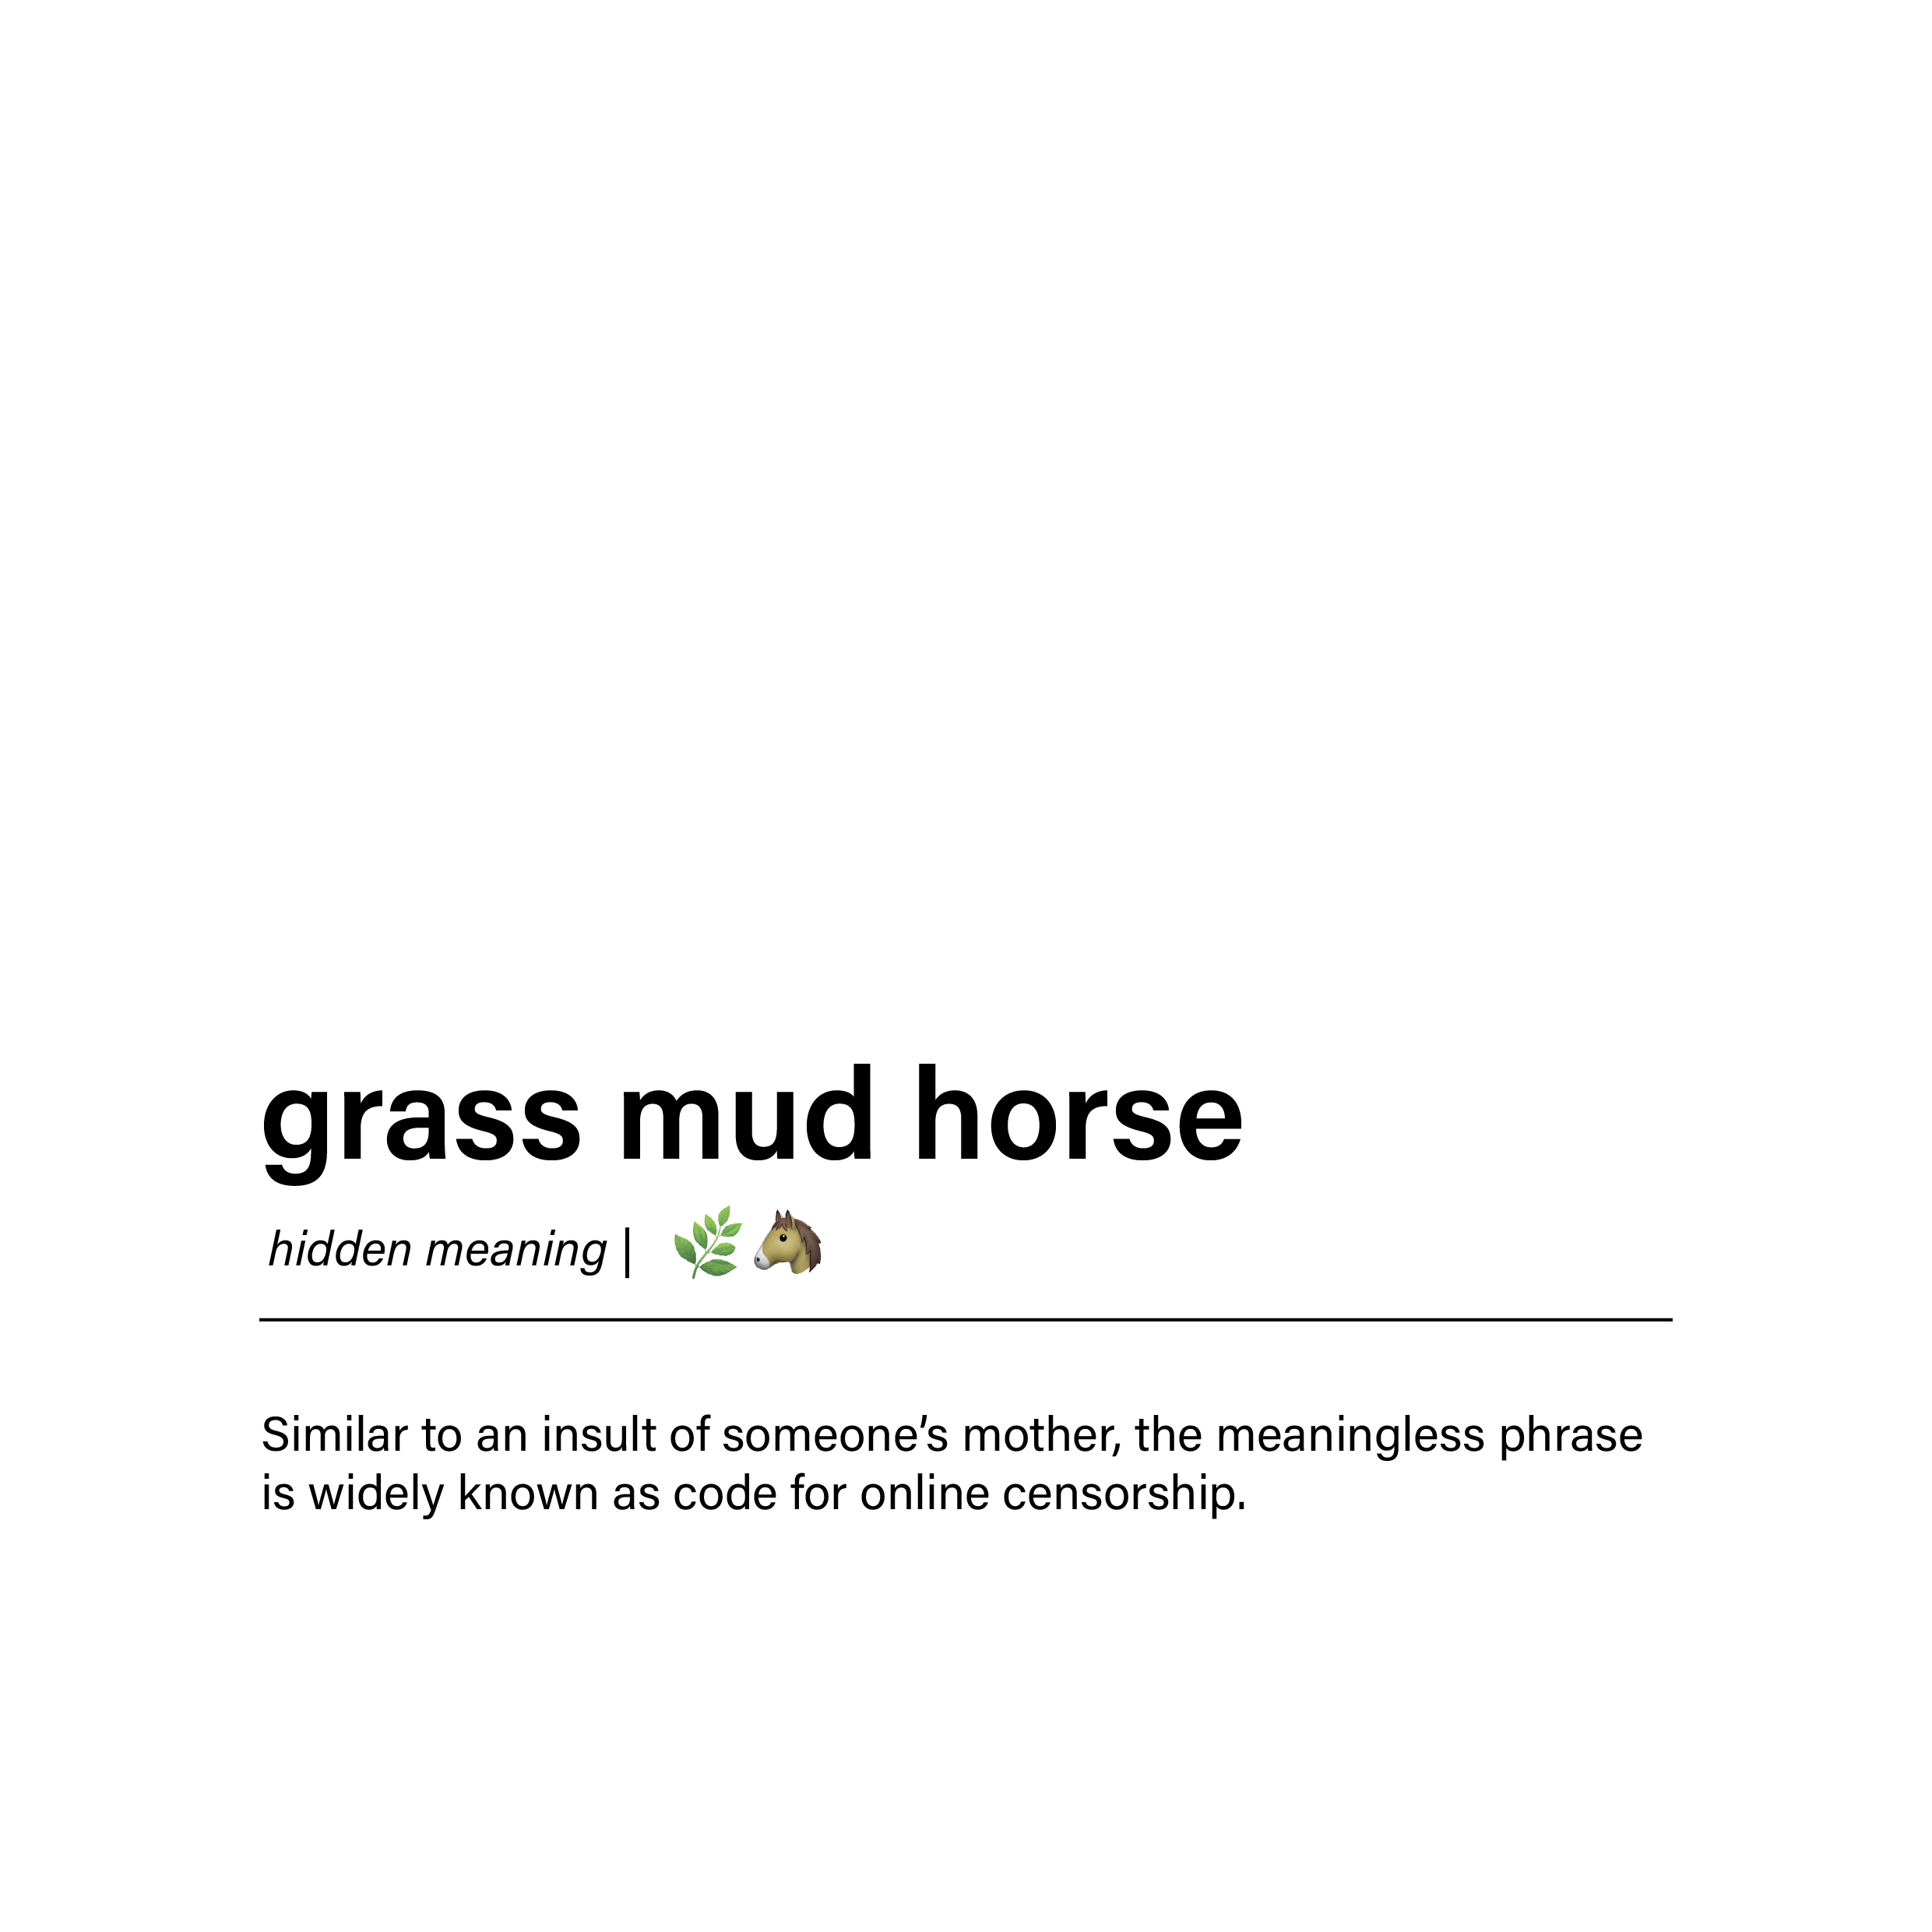 grass mud horse
hidden meaning | 🌿🐴
Similar to an insult of someone’s mother, the meaningless phrase
is widely known as code for online censorship.